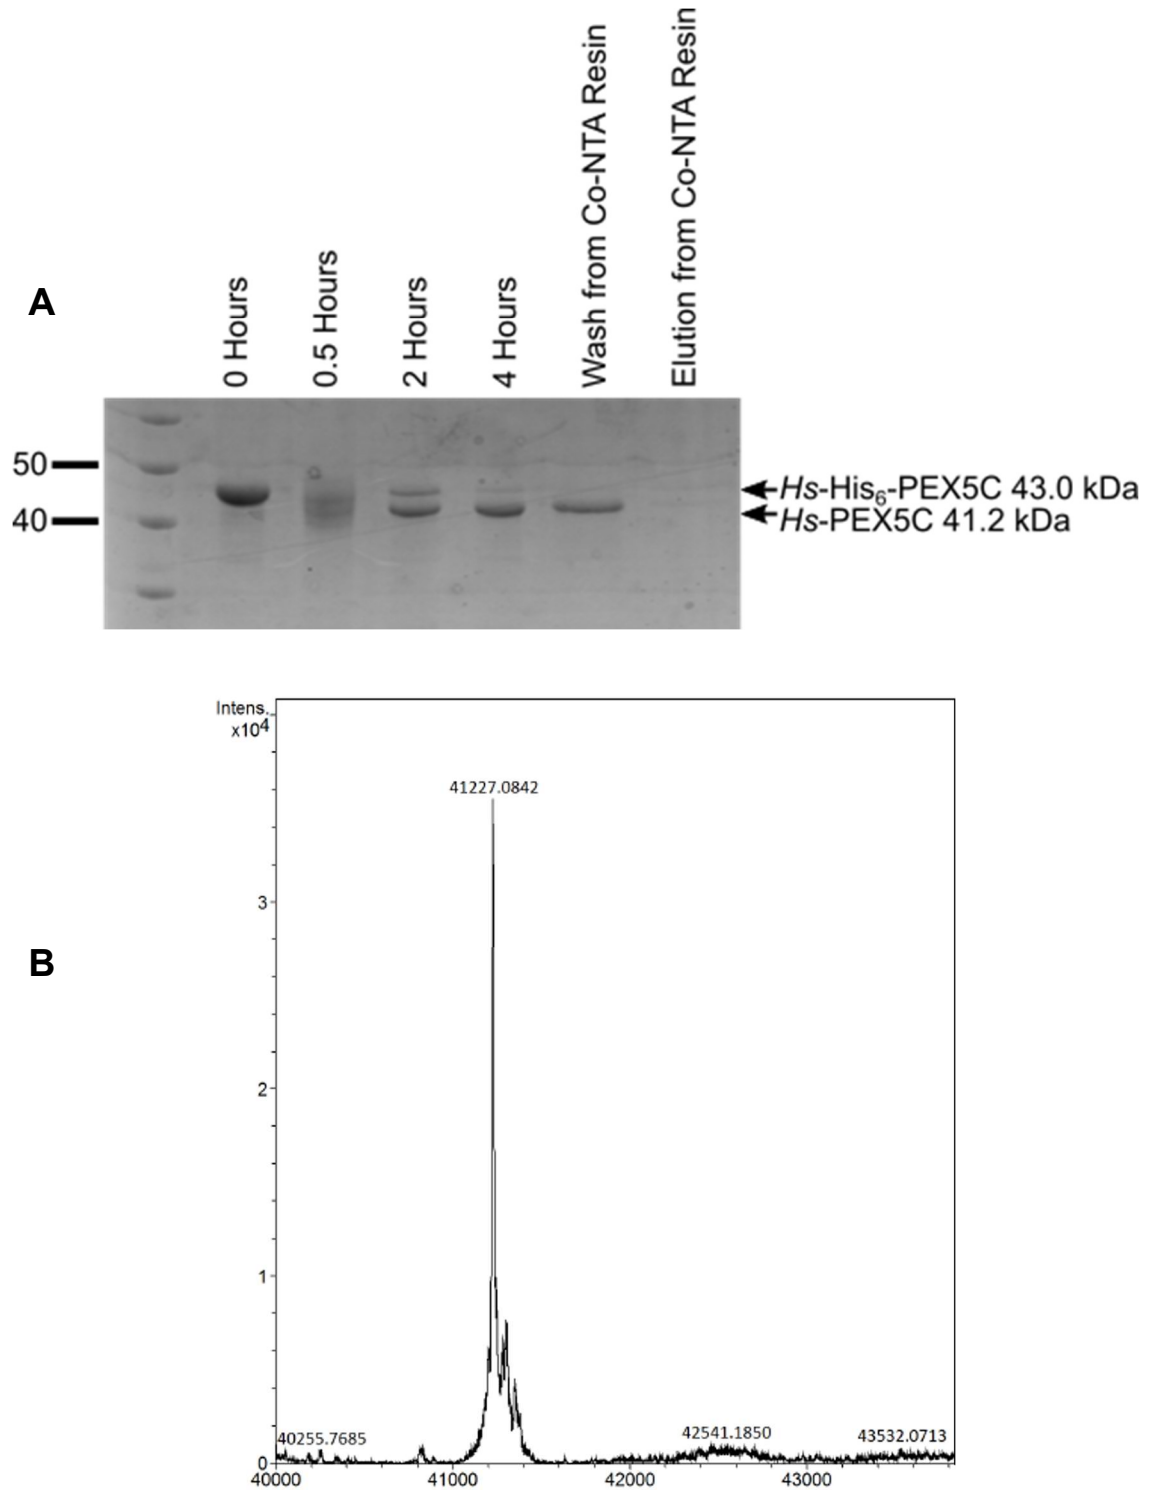 A
0 Hours
0.5 Hours
2 Hours
4 Hours
Wash from Co-NTA Resin
Elution from Co-NTA Resin
50
40
Hs-His₆-PEX5C 43.0 kDa
Hs-PEX5C 41.2 kDa
B
Intens.
x10⁴
41227.0842
3
2
1
40255.7685
42541.1850
43532.0713
0
40000
41000
42000
43000